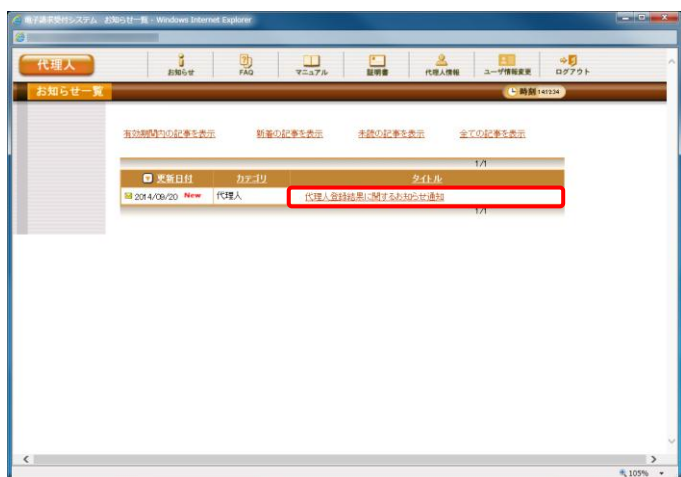 電子請求受付システム お知らせ一覧 - Windows Internet Explorer
代理人
お知らせ
FAQ
マニュアル
証明書
代理人情報
ユーザ情報変更
ログアウト
お知らせ一覧
時刻 14:12:34
有効期間内の記事を表示 新着の記事を表示 未読の記事を表示 全ての記事を表示
1/1
更新日付 カテゴリ タイトル
2014/09/20 New 代理人 代理人登録結果に関するお知らせ通知
1/1
105%